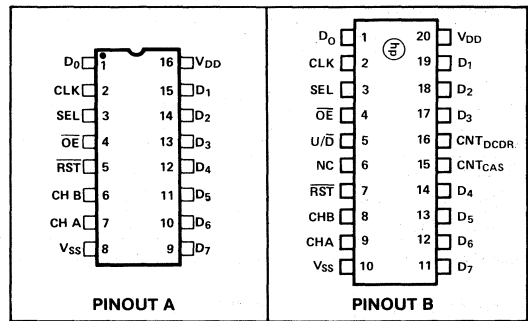 D0 1 16 VDD
CLK 2 15 D1
SEL 3 14 D2
OE 4 13 D3
RST 5 12 D4
CH B 6 11 D5
CH A 7 10 D6
VSS 8 9 D7
PINOUT A
D0 1 hp 20 VDD
CLK 2 19 D1
SEL 3 18 D2
OE 4 17 D3
U/D 5 16 CNTDCDR
NC 6 15 CNTCAS
RST 7 14 D4
CHB 8 13 D5
CHA 9 12 D6
VSS 10 11 D7
PINOUT B